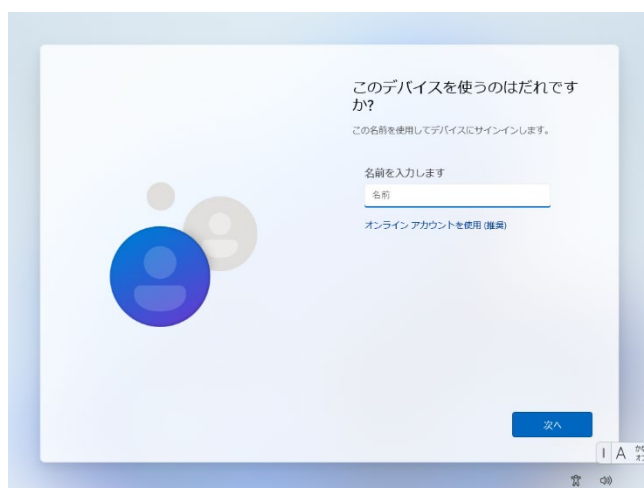 このデバイスを使うのはだれです
か?
この名前を使用してデバイスにサインインします。
名前を入力します
名前
オンライン アカウントを使用 (推奨)
次へ
A